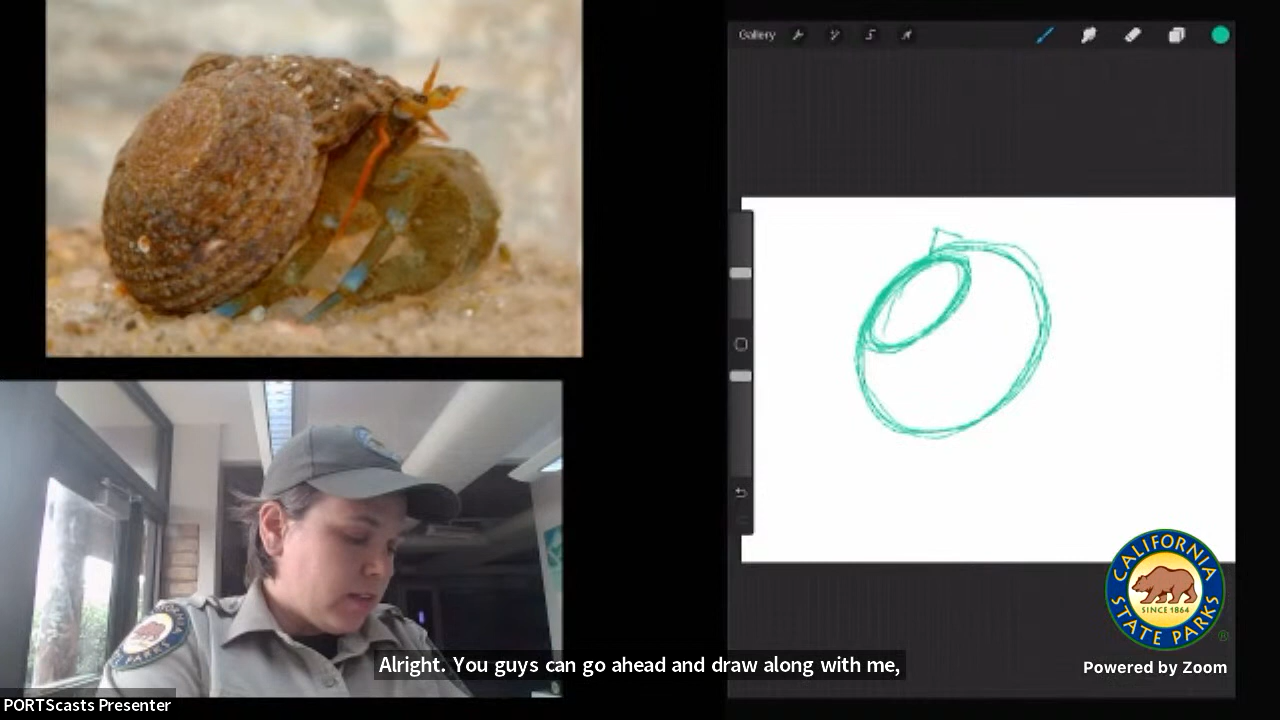 Gallery
CALIFORNIA
STATE PARKS
SINCE 1864
®
Powered by Zoom
Alright. You guys can go ahead and draw along with me,
PORTScasts Presenter